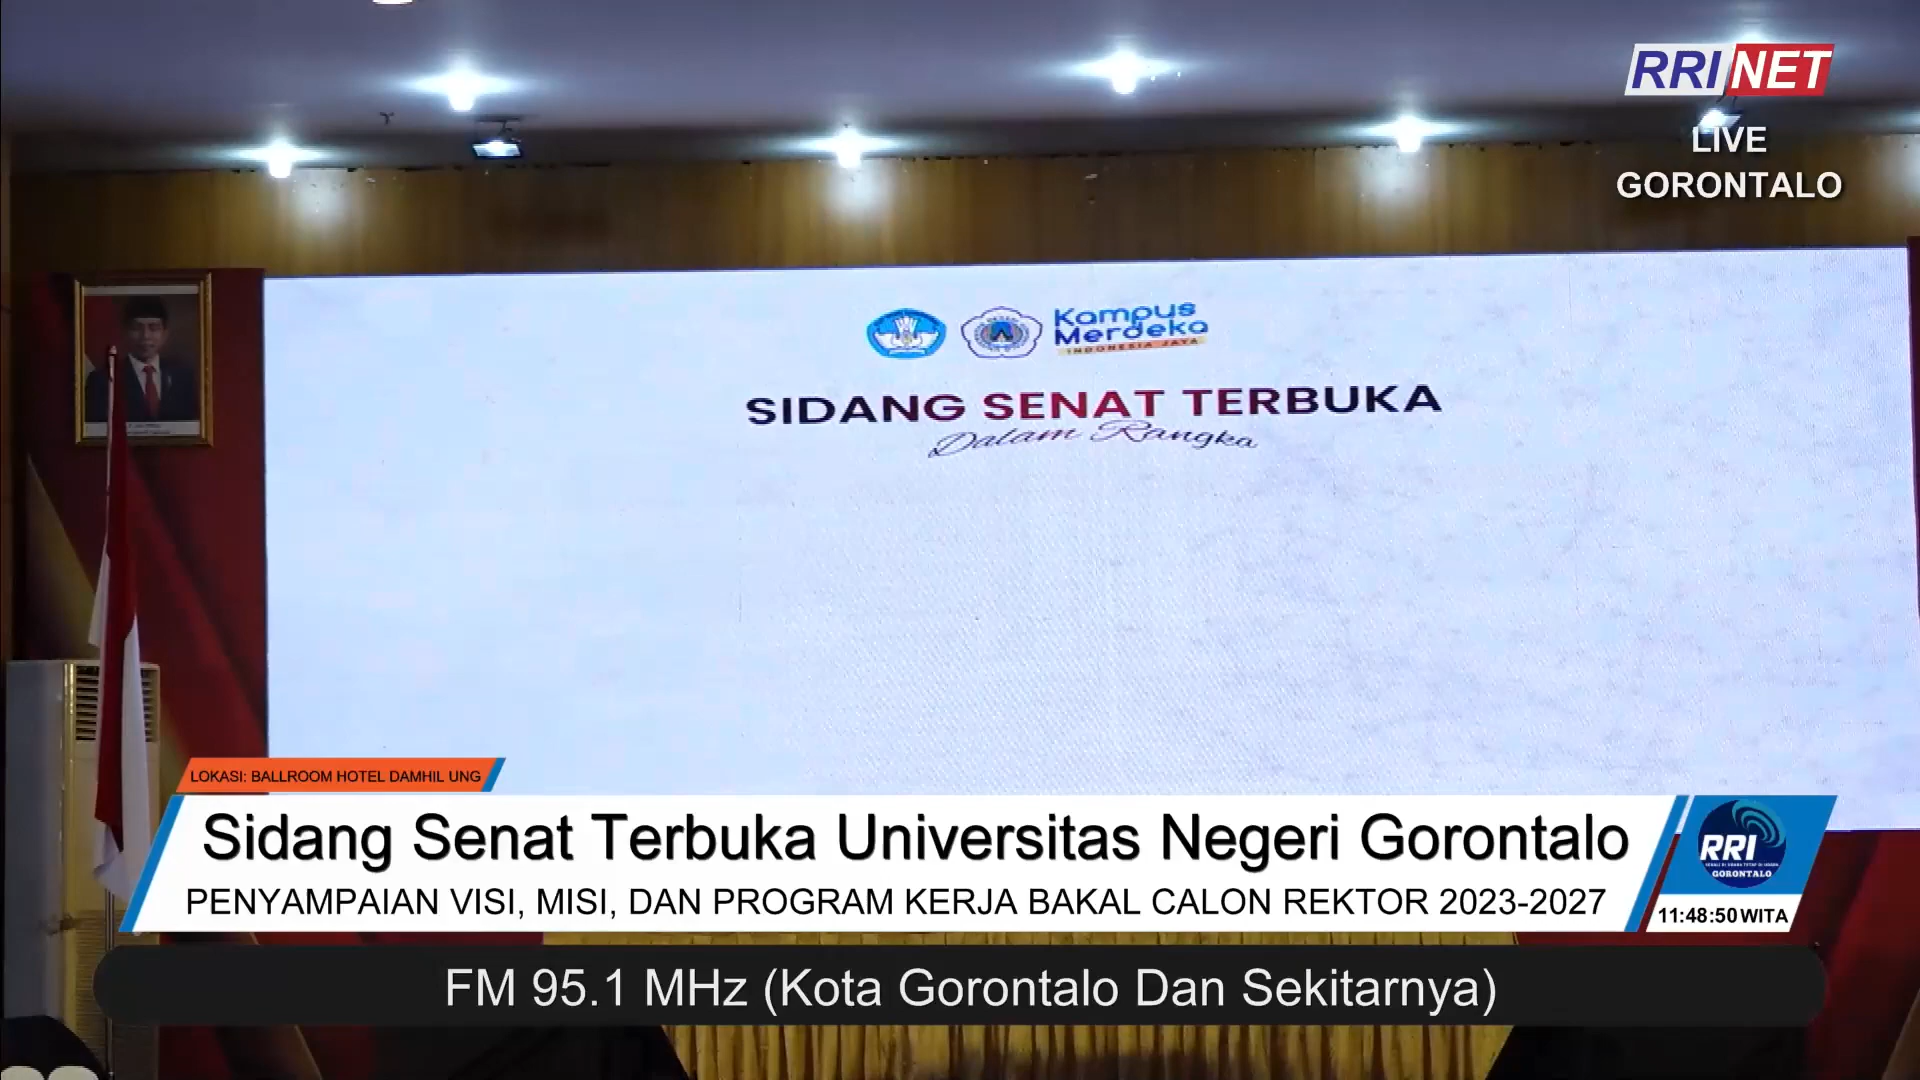 RRI NET
LIVE
GORONTALO
Kampus
Merdeka
INDONESIA JAYA
SIDANG SENAT TERBUKA
Dalam Rangka
LOKASI: BALLROOM HOTEL DAMHIL UNG
Sidang Senat Terbuka Universitas Negeri Gorontalo
PENYAMPAIAN VISI, MISI, DAN PROGRAM KERJA BAKAL CALON REKTOR 2023-2027
RRI
GORONTALO
11:48:50 WITA
FM 95.1 MHz (Kota Gorontalo Dan Sekitarnya)